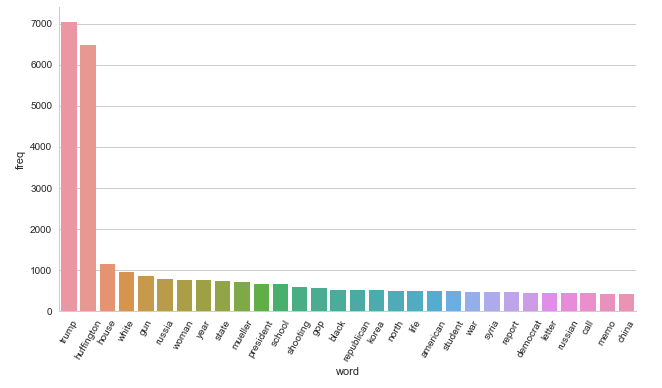 7000
6000
5000
4000
3000
2000
1000
0
freq
trump
huffington
house
white
gun
russia
woman
year
state
mueller
president
school
shooting
gop
black
republican
korea
north
life
american
student
war
syria
report
democrat
letter
russian
call
memo
china
word